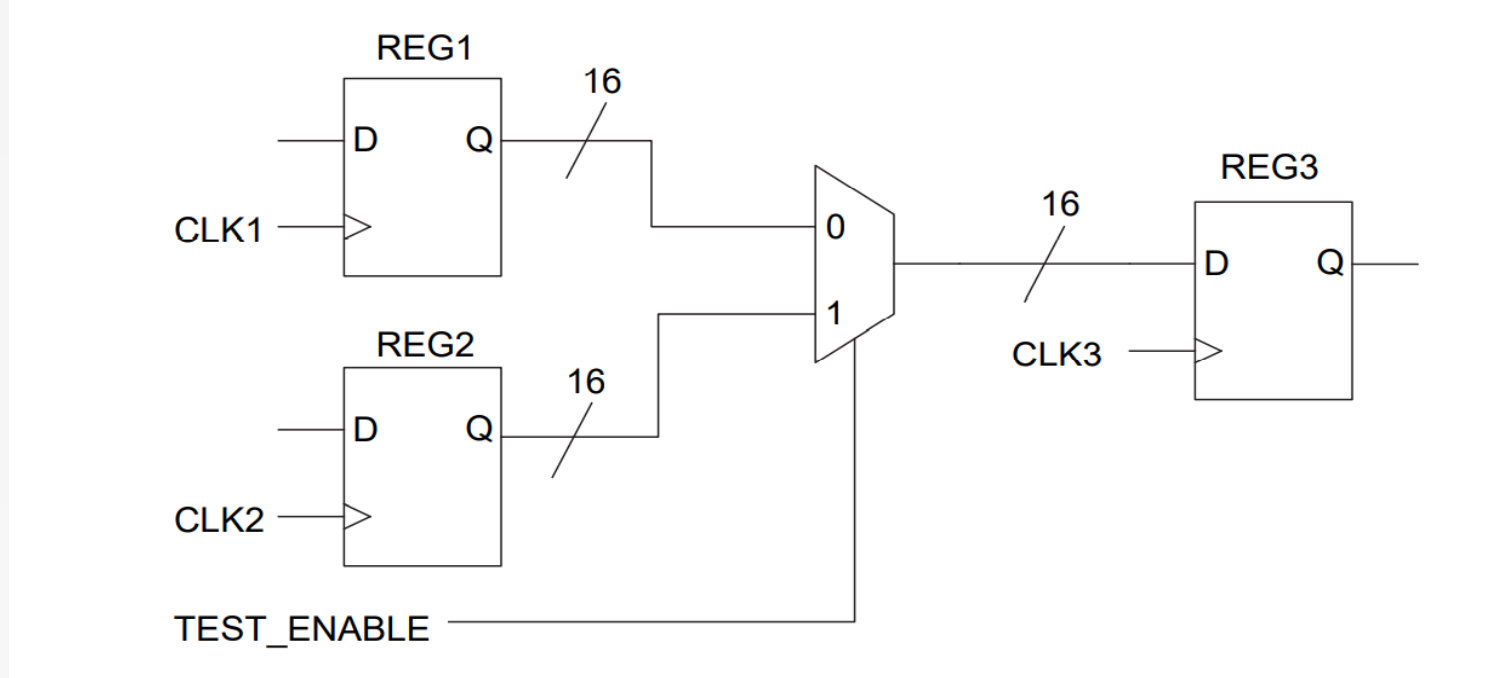 REG1
16
D Q
CLK1
REG2
16
D Q
CLK2
TEST_ENABLE
0
1
16
REG3
D Q
CLK3